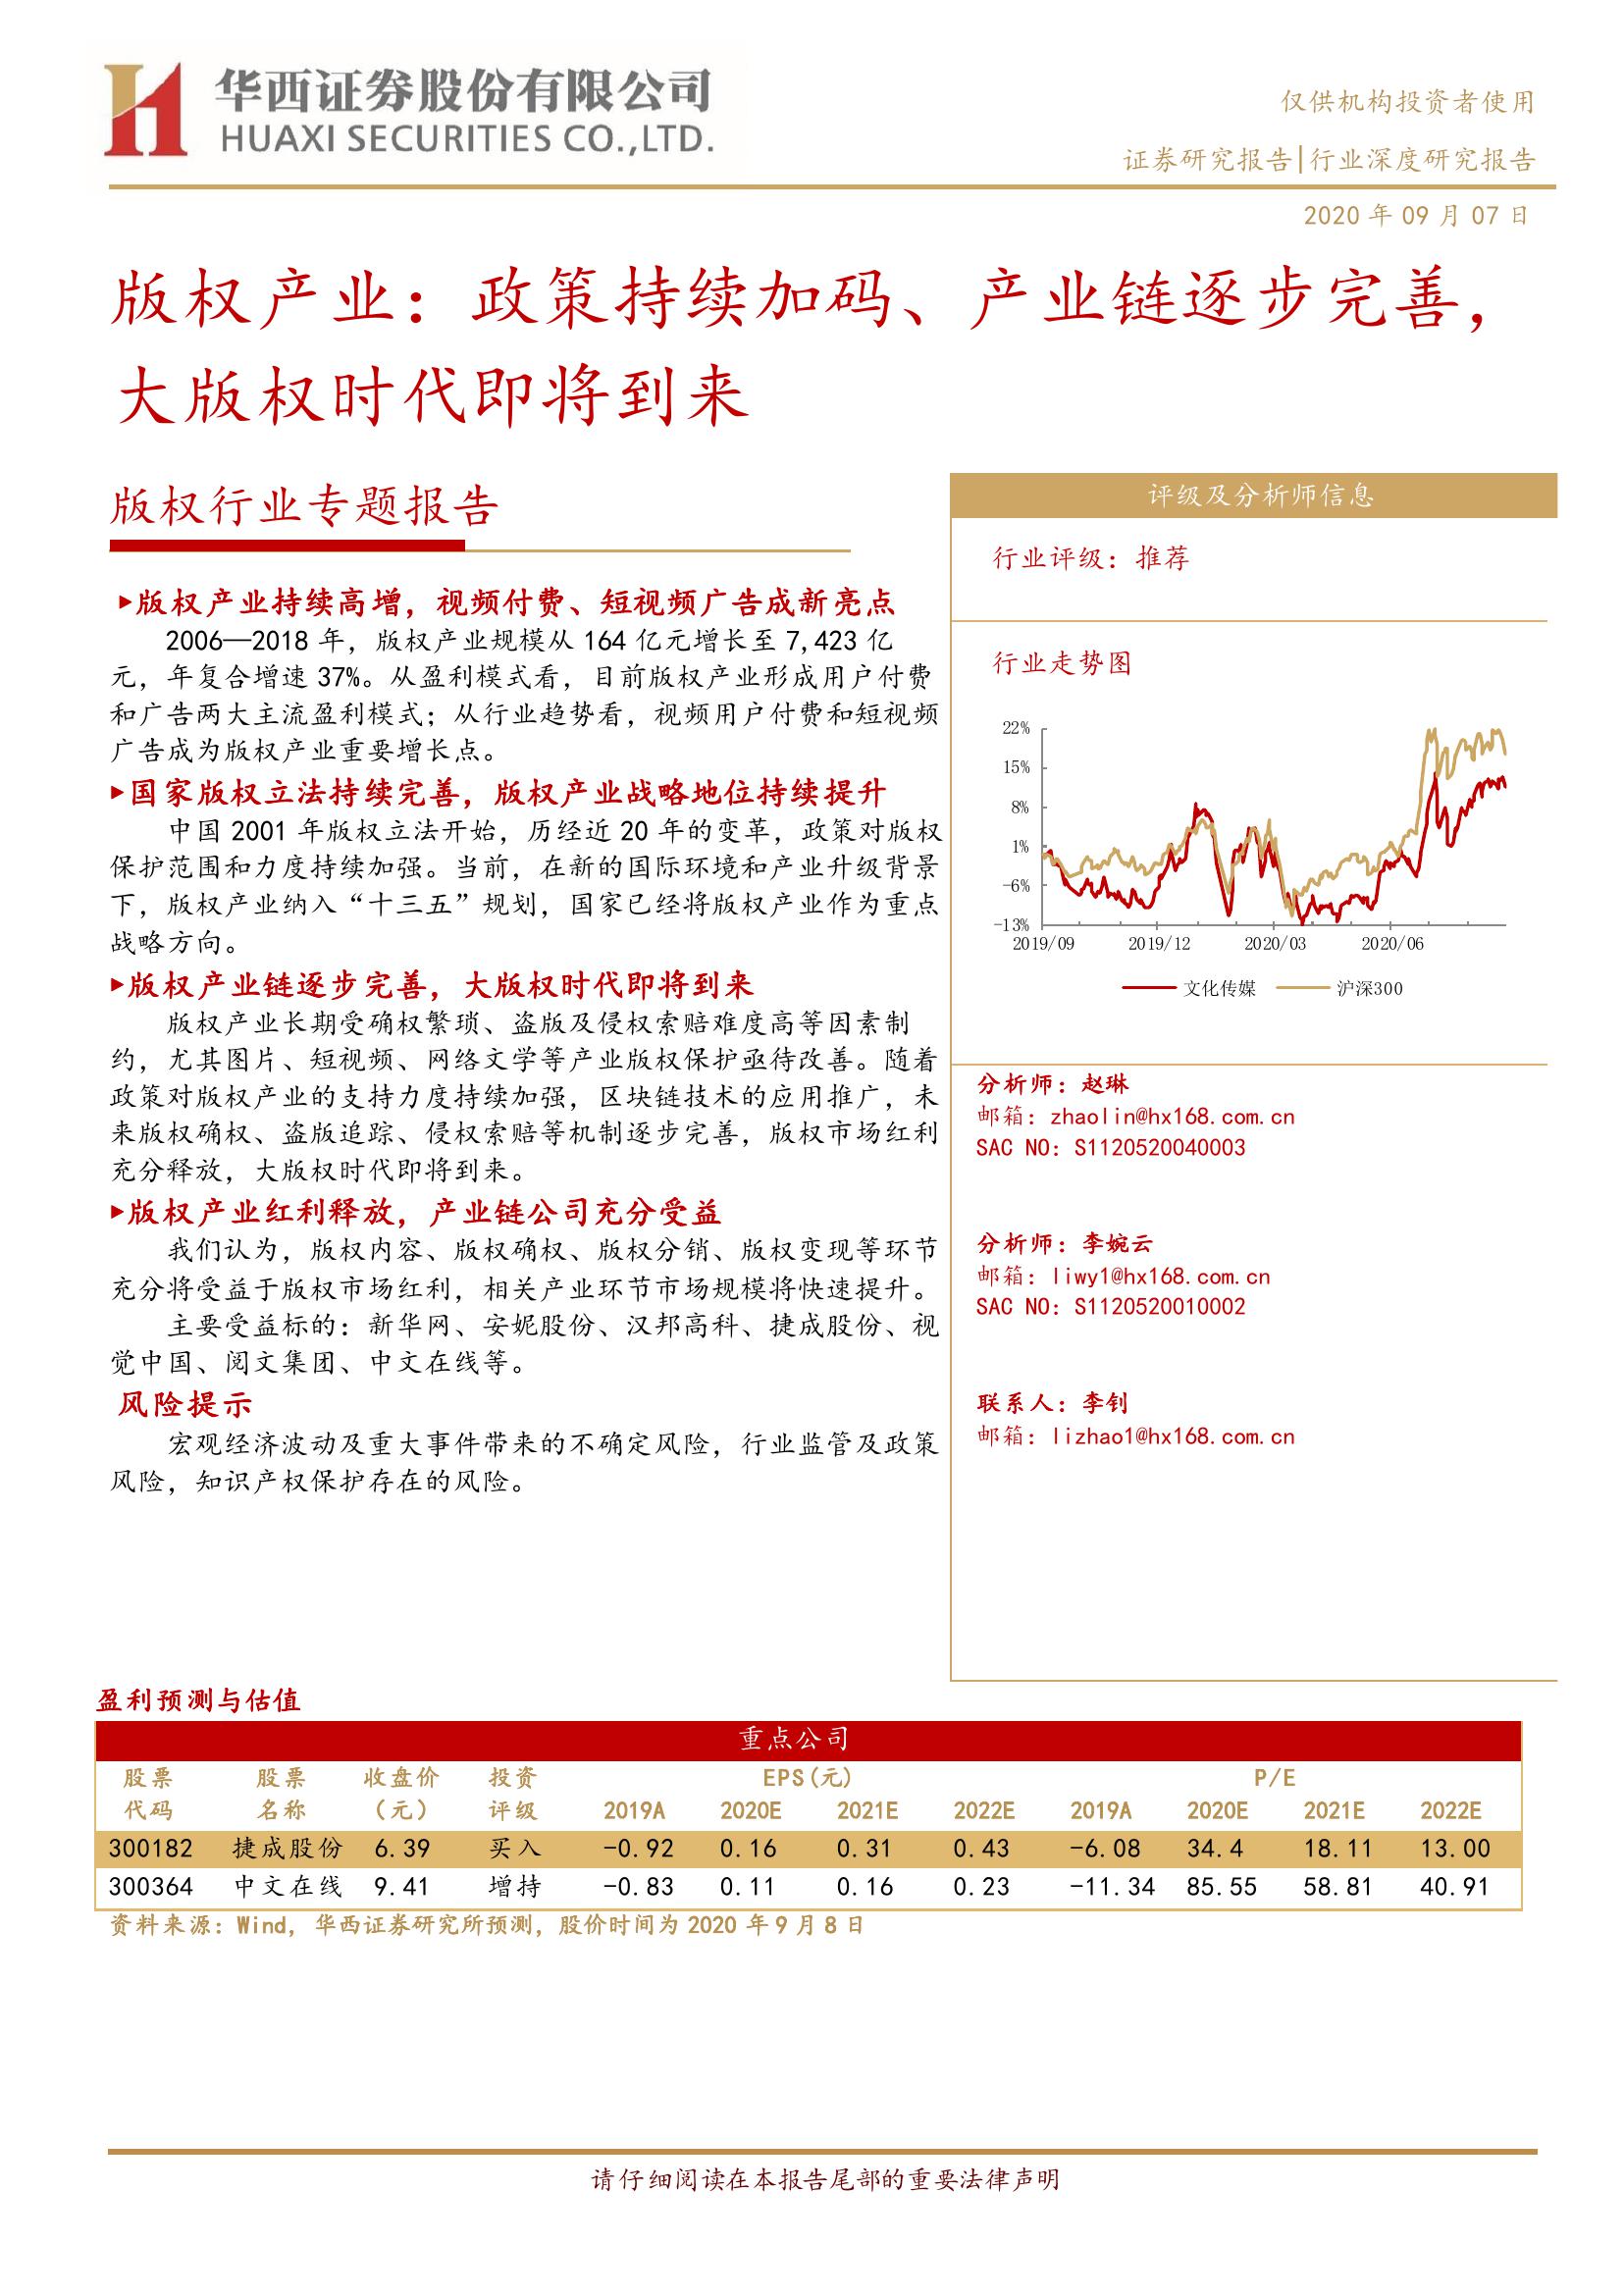 华西证券股份有限公司
HUAXI SECURITIES CO.,LTD.
仅供机构投资者使用
证券研究报告|行业深度研究报告
2020 年 09 月 07 日
版权产业：政策持续加码、产业链逐步完善，
大版权时代即将到来
版权行业专题报告
▸版权产业持续高增，视频付费、短视频广告成新亮点
2006—2018 年，版权产业规模从 164 亿元增长至 7,423 亿
元，年复合增速 37%。从盈利模式看，目前版权产业形成用户付费
和广告两大主流盈利模式；从行业趋势看，视频用户付费和短视频
广告成为版权产业重要增长点。
▸国家版权立法持续完善，版权产业战略地位持续提升
中国 2001 年版权立法开始，历经近 20 年的变革，政策对版权
保护范围和力度持续加强。当前，在新的国际环境和产业升级背景
下，版权产业纳入“十三五”规划，国家已经将版权产业作为重点
战略方向。
▸版权产业链逐步完善，大版权时代即将到来
版权产业长期受确权繁琐、盗版及侵权索赔难度高等因素制
约，尤其图片、短视频、网络文学等产业版权保护亟待改善。随着
政策对版权产业的支持力度持续加强，区块链技术的应用推广，未
来版权确权、盗版追踪、侵权索赔等机制逐步完善，版权市场红利
充分释放，大版权时代即将到来。
▸版权产业红利释放，产业链公司充分受益
我们认为，版权内容、版权确权、版权分销、版权变现等环节
充分将受益于版权市场红利，相关产业环节市场规模将快速提升。
主要受益标的：新华网、安妮股份、汉邦高科、捷成股份、视
觉中国、阅文集团、中文在线等。
风险提示
宏观经济波动及重大事件带来的不确定风险，行业监管及政策
风险，知识产权保护存在的风险。
评级及分析师信息
行业评级：推荐
行业走势图
22%
15%
8%
1%
-6%
-13%
2019/09 2019/12 2020/03 2020/06
文化传媒 沪深300
分析师：赵琳
邮箱：zhaolin@hx168.com.cn
SAC NO：S1120520040003
分析师：李婉云
邮箱：liwy1@hx168.com.cn
SAC NO：S1120520010002
联系人：李钊
邮箱：lizhao1@hx168.com.cn
盈利预测与估值
重点公司
股票 股票 收盘价 投资 EPS(元) P/E
代码 名称 （元） 评级 2019A 2020E 2021E 2022E 2019A 2020E 2021E 2022E
300182 捷成股份 6.39 买入 -0.92 0.16 0.31 0.43 -6.08 34.4 18.11 13.00
300364 中文在线 9.41 增持 -0.83 0.11 0.16 0.23 -11.34 85.55 58.81 40.91
资料来源：Wind，华西证券研究所预测，股价时间为 2020 年 9 月 8 日
请仔细阅读在本报告尾部的重要法律声明